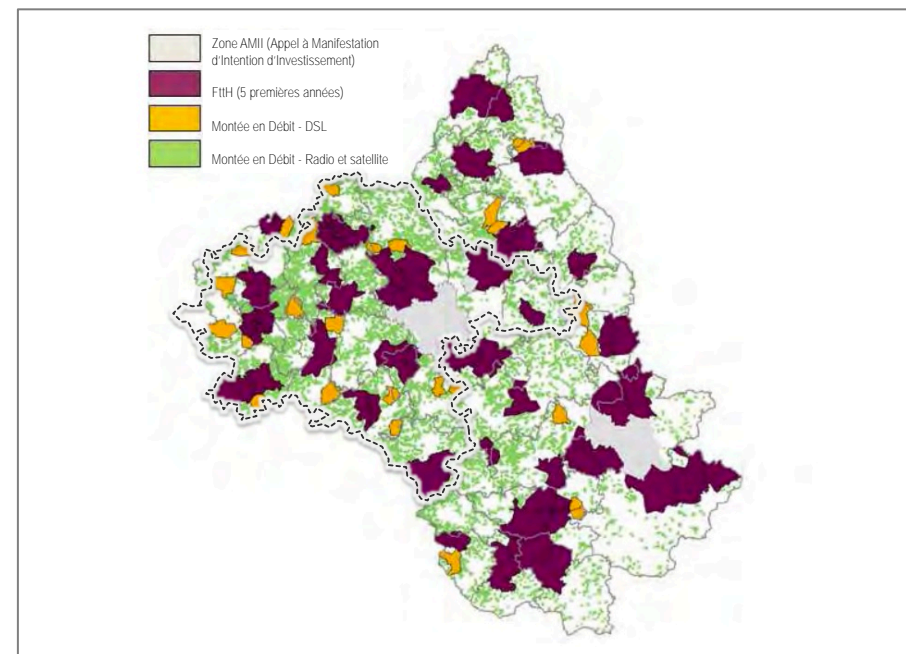 Zone AMII (Appel à Manifestation
d'Intention d'Investissement)
FttH (5 premières années)
Montée en Débit - DSL
Montée en Débit - Radio et satellite